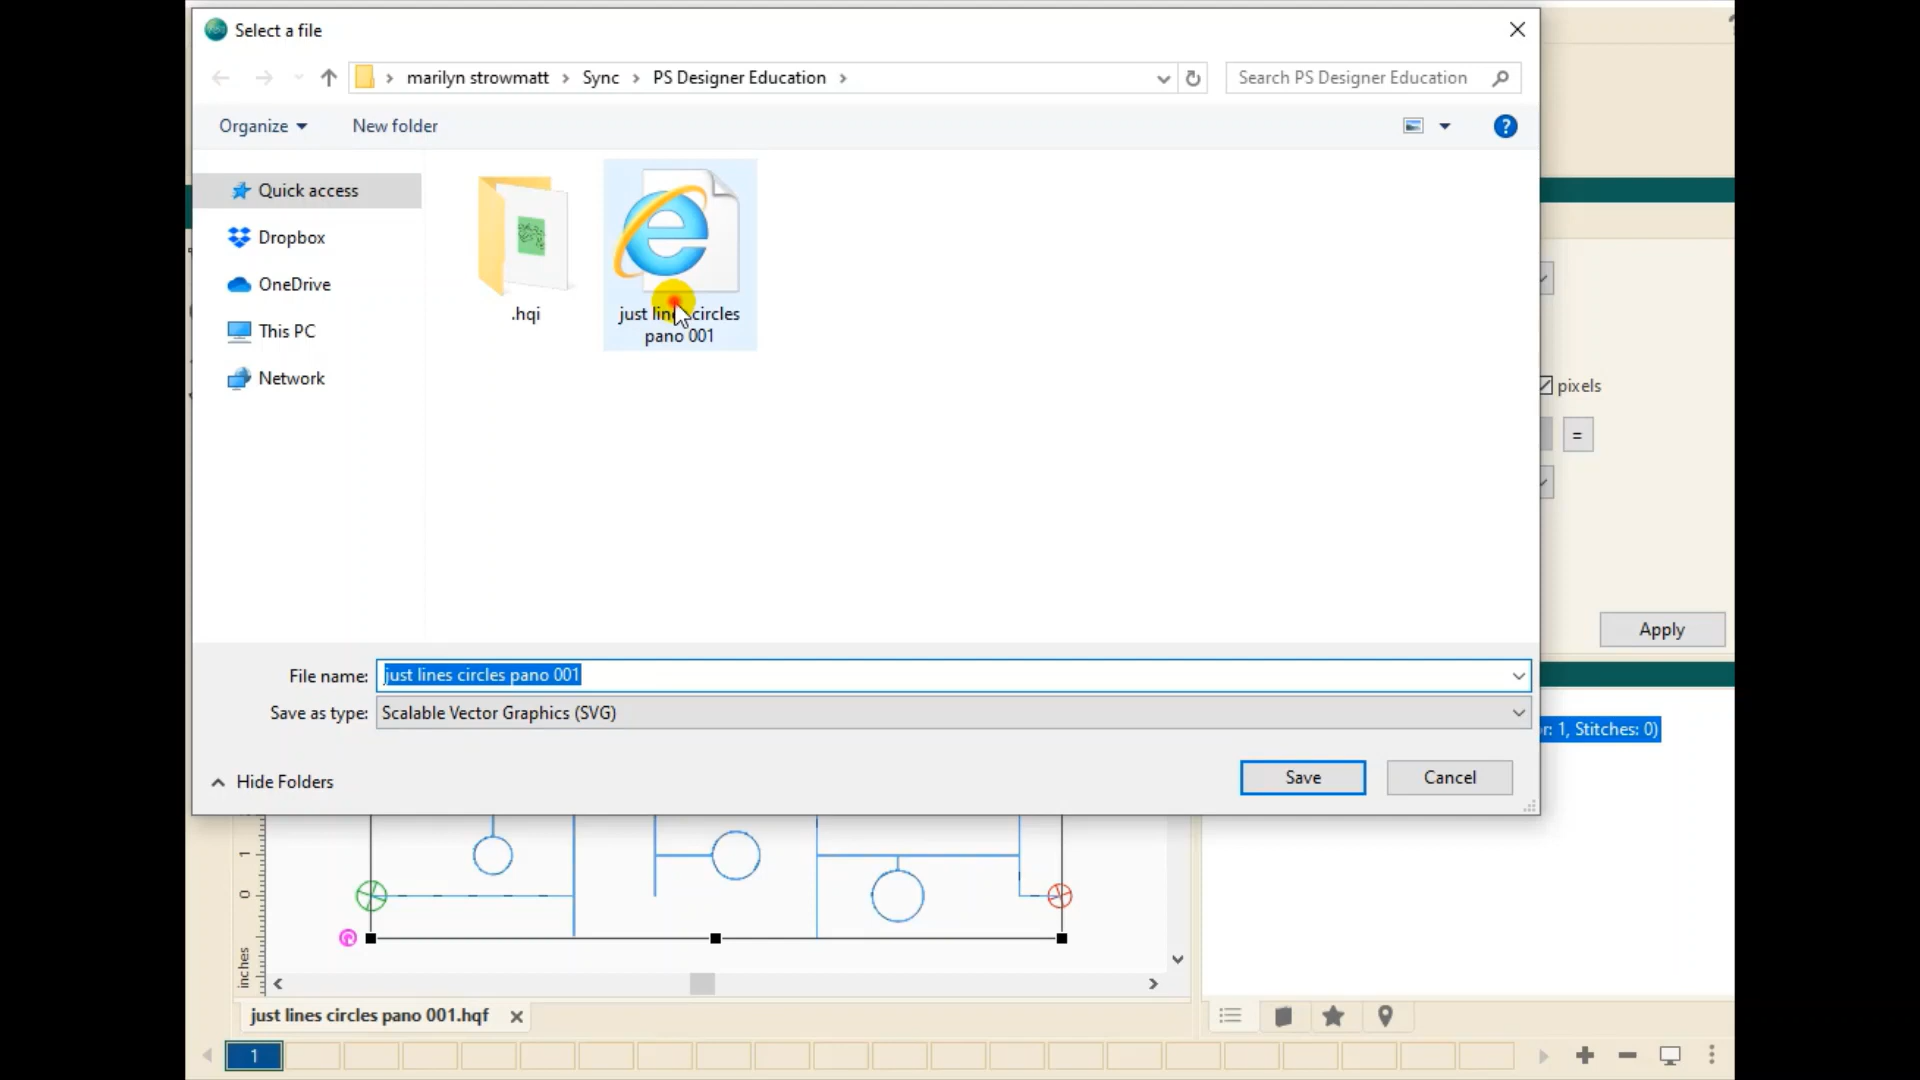 Select a file
marilyn strowmatt
Sync
PS Designer Education
Search PS Designer Education
Organize
New folder
?
Quick access
Dropbox
OneDrive
This PC
Network
.hqi
just lines circles
pano 001
pixels
=
Apply
File name: just lines circles pano 001
Save as type: Scalable Vector Graphics (SVG)
r: 1, Stitches: 0)
Hide Folders
Save
Cancel
1
0
inches
just lines circles pano 001.hqf
1